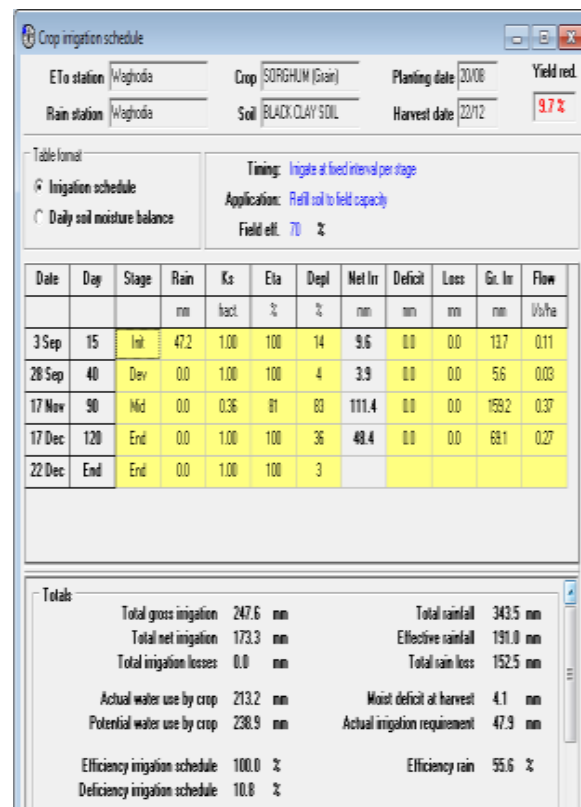 Crop irrigation schedule
ETo station Waghodia Crop SORGHUM (Grain) Planting date 20/08 Yield red.
Rain station Waghodia Soil BLACK CLAY SOIL Harvest date 22/12 9.7 %
Table format
Irrigation schedule
Daily soil moisture balance
Timing: Irrigate at fixed interval per stage
Application: Refill soil to field capacity
Field eff. 70 %
Date Day Stage Rain Ks Eta Depl Net Irr Deficit Loss Gr. Irr Flow
mm fract. % % mm mm mm mm l/s/ha
3 Sep 15 Init 47.2 1.00 100 14 9.6 0.0 0.0 13.7 0.11
28 Sep 40 Dev 0.0 1.00 100 4 3.9 0.0 0.0 5.6 0.03
17 Nov 90 Mid 0.0 0.36 81 83 111.4 0.0 0.0 159.2 0.37
17 Dec 120 End 0.0 1.00 100 36 48.4 0.0 0.0 69.1 0.27
22 Dec End End 0.0 1.00 100 3
Totals
Total gross irrigation 247.6 mm Total rainfall 343.5 mm
Total net irrigation 173.3 mm Effective rainfall 191.0 mm
Total irrigation losses 0.0 mm Total rain loss 152.5 mm
Actual water use by crop 213.2 mm Moist deficit at harvest 4.1 mm
Potential water use by crop 238.9 mm Actual irrigation requirement 47.9 mm
Efficiency irrigation schedule 100.0 % Efficiency rain 55.6 %
Deficiency irrigation schedule 10.8 %